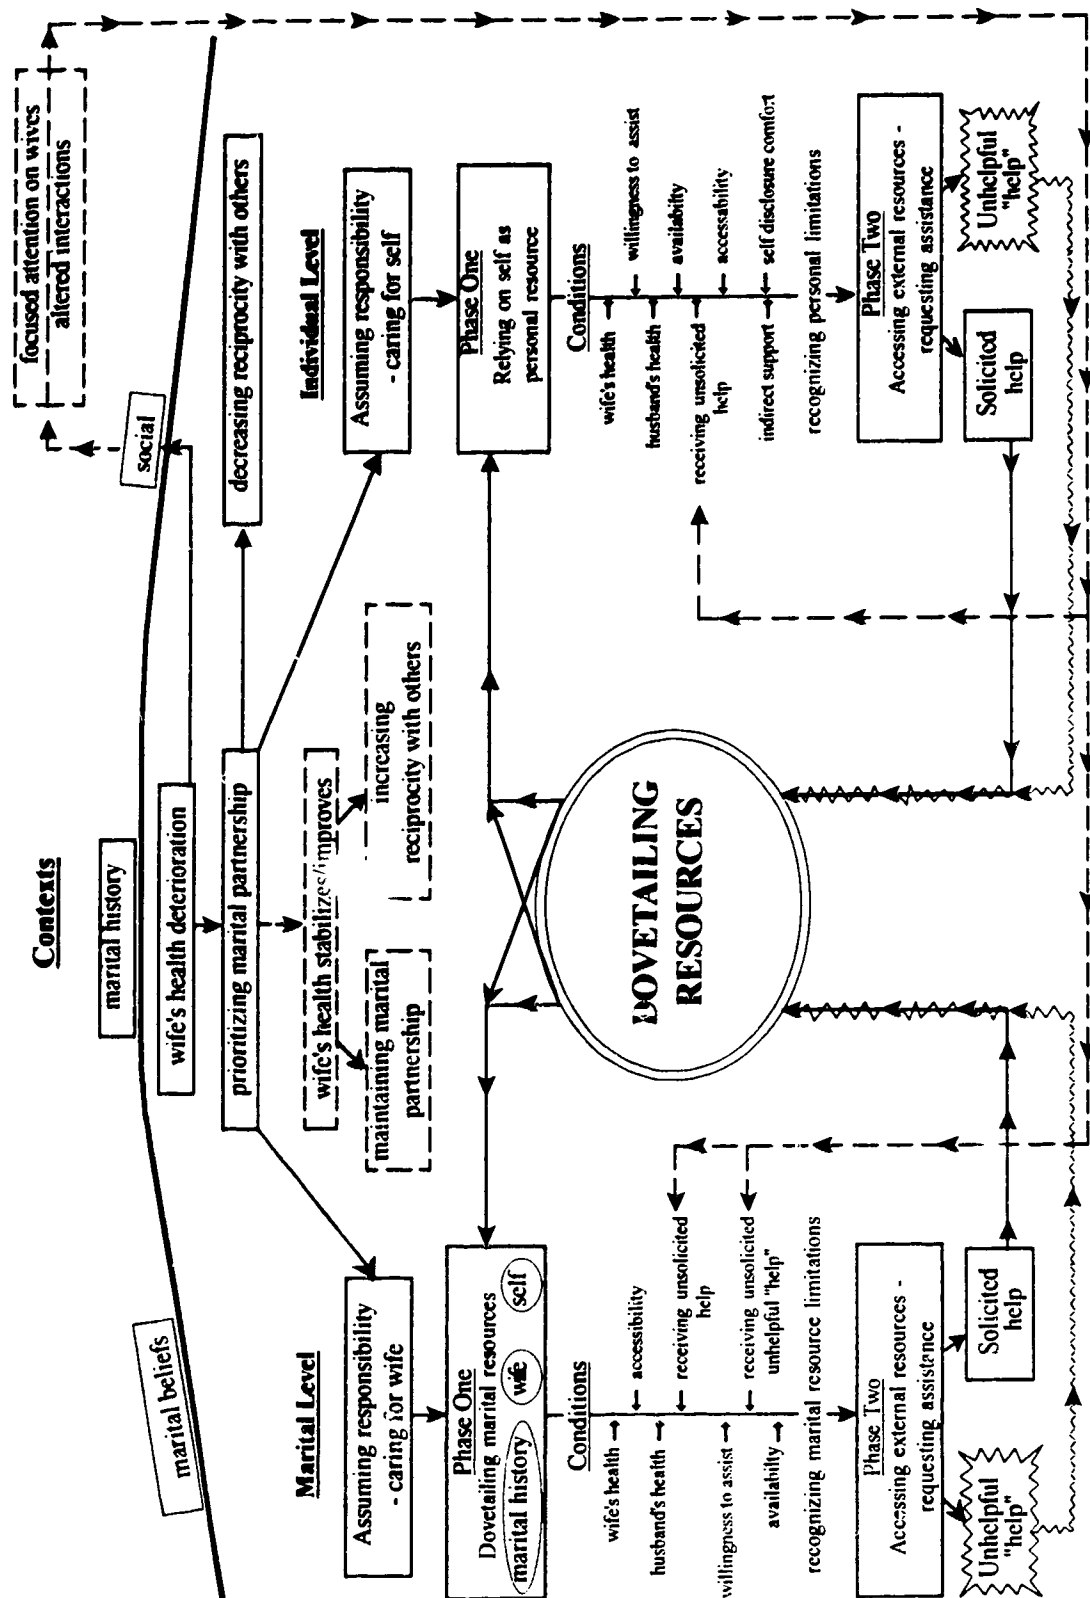 Contexts
marital history
marital beliefs
social
focused attention on wives
altered interactions
wife's health deterioration
prioritizing marital partnership
decreasing reciprocity with others
wife's health stabilizes/improves
maintaining marital
partnership
increasing
reciprocity with others
Marital Level
Assuming responsibility
- caring for wife
Phase One
Dovetailing marital resources
marital history
wife
self
Conditions
wife's health
accessibility
husband's health
receiving unsolicited
help
willingness to assist
receiving unsolicited
unhelpful "help"
availabilty
recognizing marital resource limitations
Phase Two
Accessing external resources -
requesting assistance
Unhelpful
"help"
Solicited
help
DOVETAILING
RESOURCES
Individual Level
Assuming responsibility
- caring for self
Phase One
Relying on self as
personal resource
Conditions
wife's health
willingness to assist
husband's health
availabilty
receiving unsolicited
help
accessability
indirect support
self disclosure comfort
recognizing personal limitations
Phase Two
Accessing external resources -
requesting assistance
Solicited
help
Unhelpful
"help"